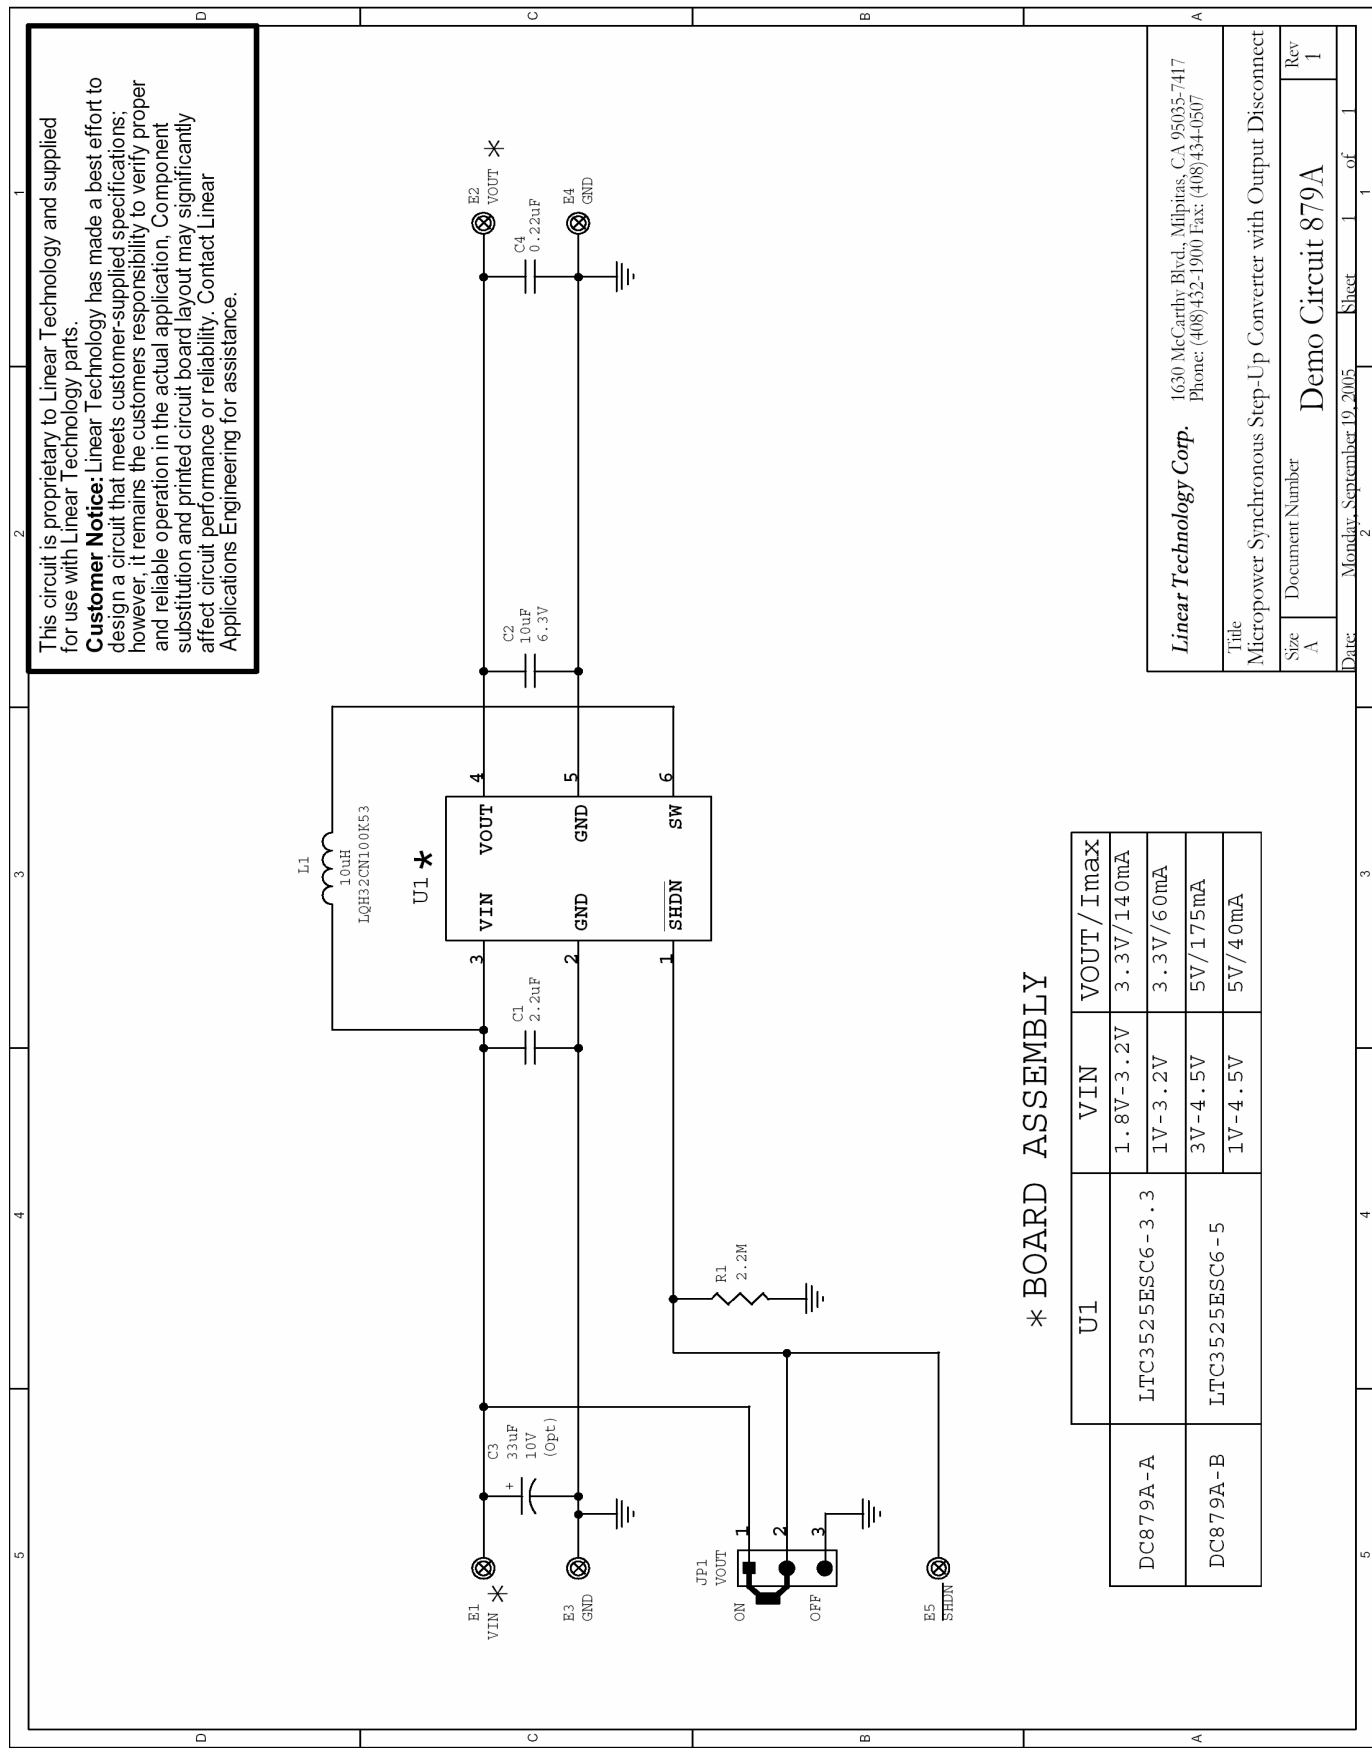 5
4
3
2
1
D
D
This circuit is proprietary to Linear Technology and supplied
for use with Linear Technology parts.
Customer Notice: Linear Technology has made a best effort to
design a circuit that meets customer-supplied specifications;
however, it remains the customers responsibility to verify proper
and reliable operation in the actual application, Component
substitution and printed circuit board layout may significantly
affect circuit performance or reliability. Contact Linear
Applications Engineering for assistance.
L1
10uH
LQH32CN100K53
U1 *
C
C
E1
VIN *
C3
33uF
10V
(Opt)
+
C1
2.2uF
3
VIN
VOUT
4
C2
10uF
6.3V
C4
0.22uF
E2
VOUT *
E3
GND
2
GND
GND
5
E4
GND
1
SHDN
SW
6
JP1
VOUT
R1
2.2M
ON
1
2
OFF
3
B
B
E5
SHDN
* BOARD ASSEMBLY
U1
VIN
VOUT/Imax
DC879A-A
LTC3525ESC6-3.3
1.8V-3.2V
3.3V/140mA
1V-3.2V
3.3V/60mA
DC879A-B
LTC3525ESC6-5
3V-4.5V
5V/175mA
1V-4.5V
5V/40mA
A
A
Linear Technology Corp.
1630 McCarthy Blvd., Milpitas, CA 95035-7417
Phone: (408)432-1900 Fax: (408)434-0507
Title
Micropower Synchronous Step-Up Converter with Output Disconnect
Size
A
Document Number
Demo Circuit 879A
Rev
1
Date:
Monday, September 19, 2005
Sheet
1
of
1
5
4
3
2
1